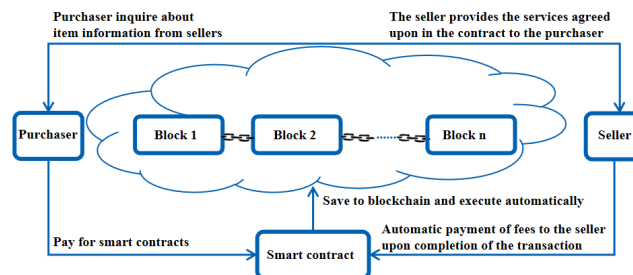 Purchaser inquire about
item information from sellers
The seller provides the services agreed
upon in the contract to the purchaser
Purchaser
Block 1
Block 2
Block n
Seller
Save to blockchain and execute automatically
Pay for smart contracts
Smart contract
Automatic payment of fees to the seller
upon completion of the transaction